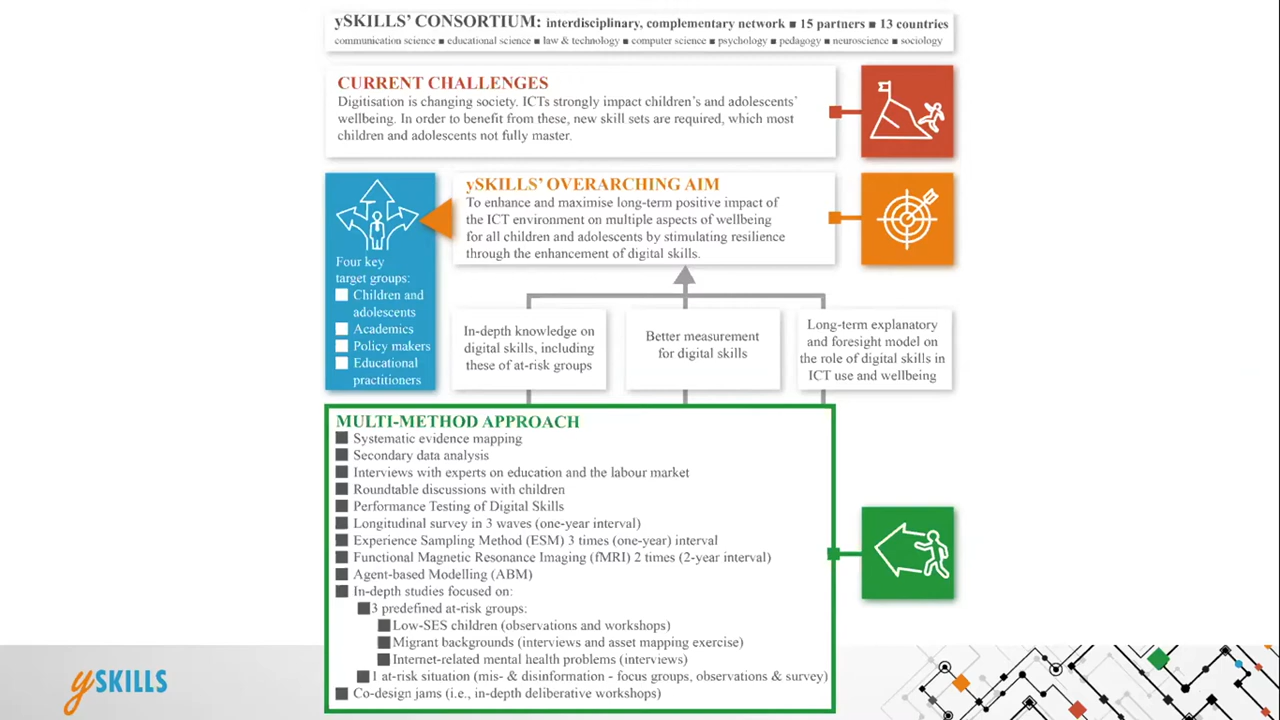 ySKILLS' CONSORTIUM: interdisciplinary, complementary network ■ 15 partners ■ 13 countries
communication science ■ educational science ■ law & technology ■ computer science ■ psychology ■ pedagogy ■ neuroscience ■ sociology
CURRENT CHALLENGES
Digitisation is changing society. ICTs strongly impact children's and adolescents'
wellbeing. In order to benefit from these, new skill sets are required, which most
children and adolescents not fully master.
ySKILLS' OVERARCHING AIM
To enhance and maximise long-term positive impact of
the ICT environment on multiple aspects of wellbeing
for all children and adolescents by stimulating resilience
through the enhancement of digital skills.
Four key
target groups:
Children and
adolescents
Academics
Policy makers
Educational
practitioners
In-depth knowledge on
digital skills, including
these of at-risk groups
Better measurement
for digital skills
Long-term explanatory
and foresight model on
the role of digital skills in
ICT use and wellbeing
MULTI-METHOD APPROACH
Systematic evidence mapping
Secondary data analysis
Interviews with experts on education and the labour market
Roundtable discussions with children
Performance Testing of Digital Skills
Longitudinal survey in 3 waves (one-year interval)
Experience Sampling Method (ESM) 3 times (one-year) interval
Functional Magnetic Resonance Imaging (fMRI) 2 times (2-year interval)
Agent-based Modelling (ABM)
In-depth studies focused on:
3 predefined at-risk groups:
Low-SES children (observations and workshops)
Migrant backgrounds (interviews and asset mapping exercise)
Internet-related mental health problems (interviews)
1 at-risk situation (mis- & disinformation - focus groups, observations & survey)
Co-design jams (i.e., in-depth deliberative workshops)
ySKILLS